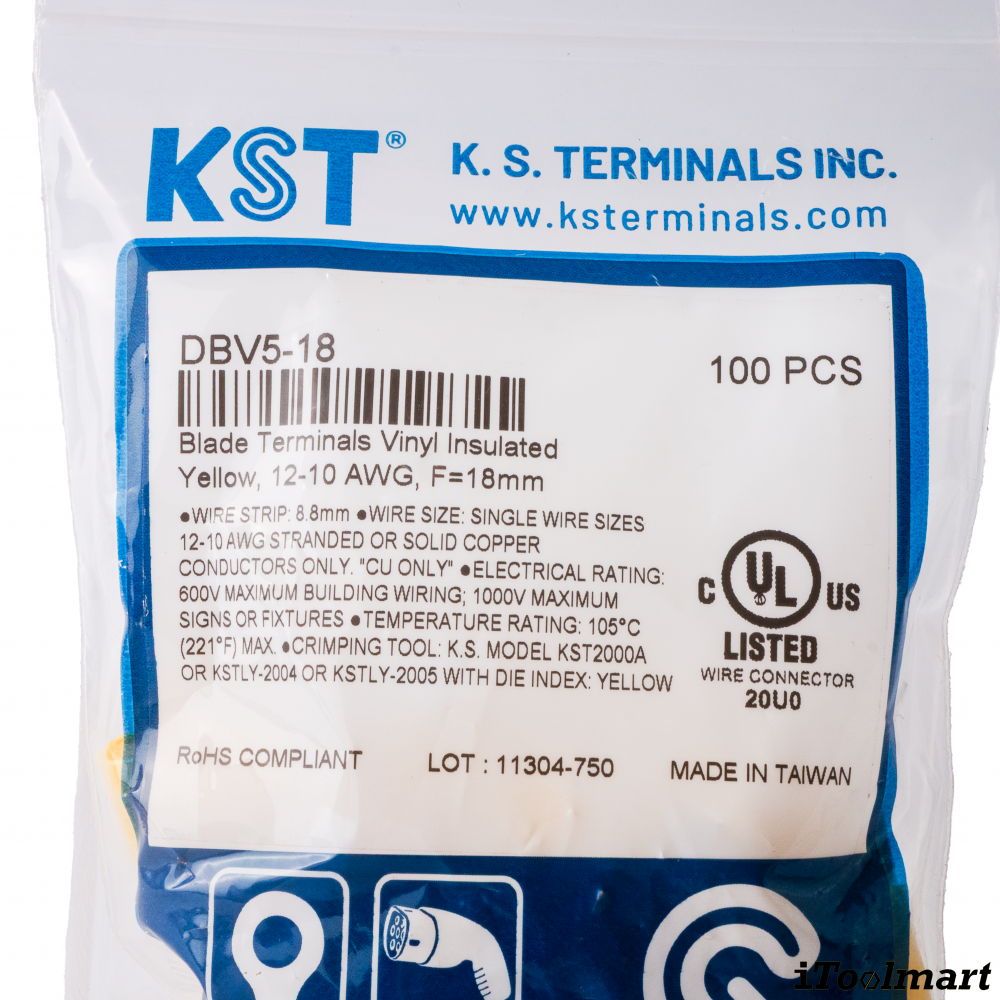 KST®
K. S. TERMINALS INC.
www.ksterminals.com
DBV5-18
100 PCS
Blade Terminals Vinyl Insulated
Yellow, 12-10 AWG, F=18mm
●WIRE STRIP: 8.8mm ●WIRE SIZE: SINGLE WIRE SIZES
12-10 AWG STRANDED OR SOLID COPPER
CONDUCTORS ONLY. "CU ONLY" ●ELECTRICAL RATING:
600V MAXIMUM BUILDING WIRING; 1000V MAXIMUM
SIGNS OR FIXTURES ●TEMPERATURE RATING: 105°C
(221°F) MAX. ●CRIMPING TOOL: K.S. MODEL KST2000A
OR KSTLY-2004 OR KSTLY-2005 WITH DIE INDEX: YELLOW
C UL US
LISTED
WIRE CONNECTOR
20U0
RoHS COMPLIANT
LOT : 11304-750
MADE IN TAIWAN
iToolmart